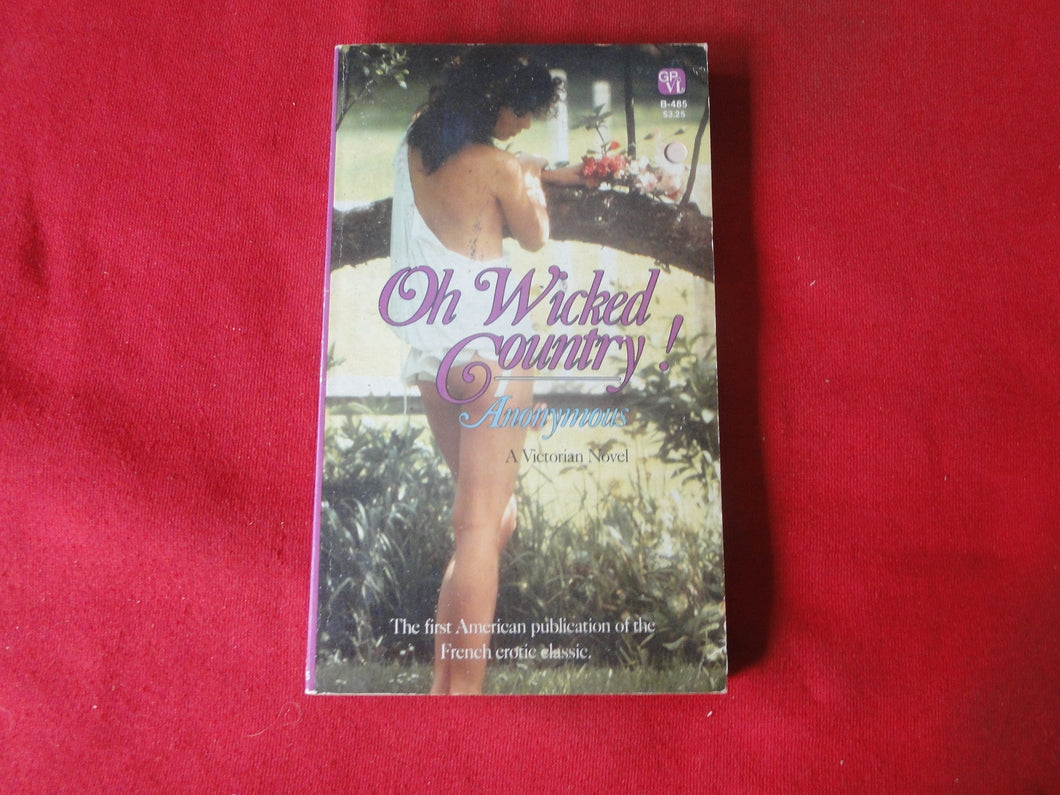 GP
VL
B-485
$3.25
Oh Wicked
Country!
Anonymous
A Victorian Novel
The first American publication of the
French erotic classic.